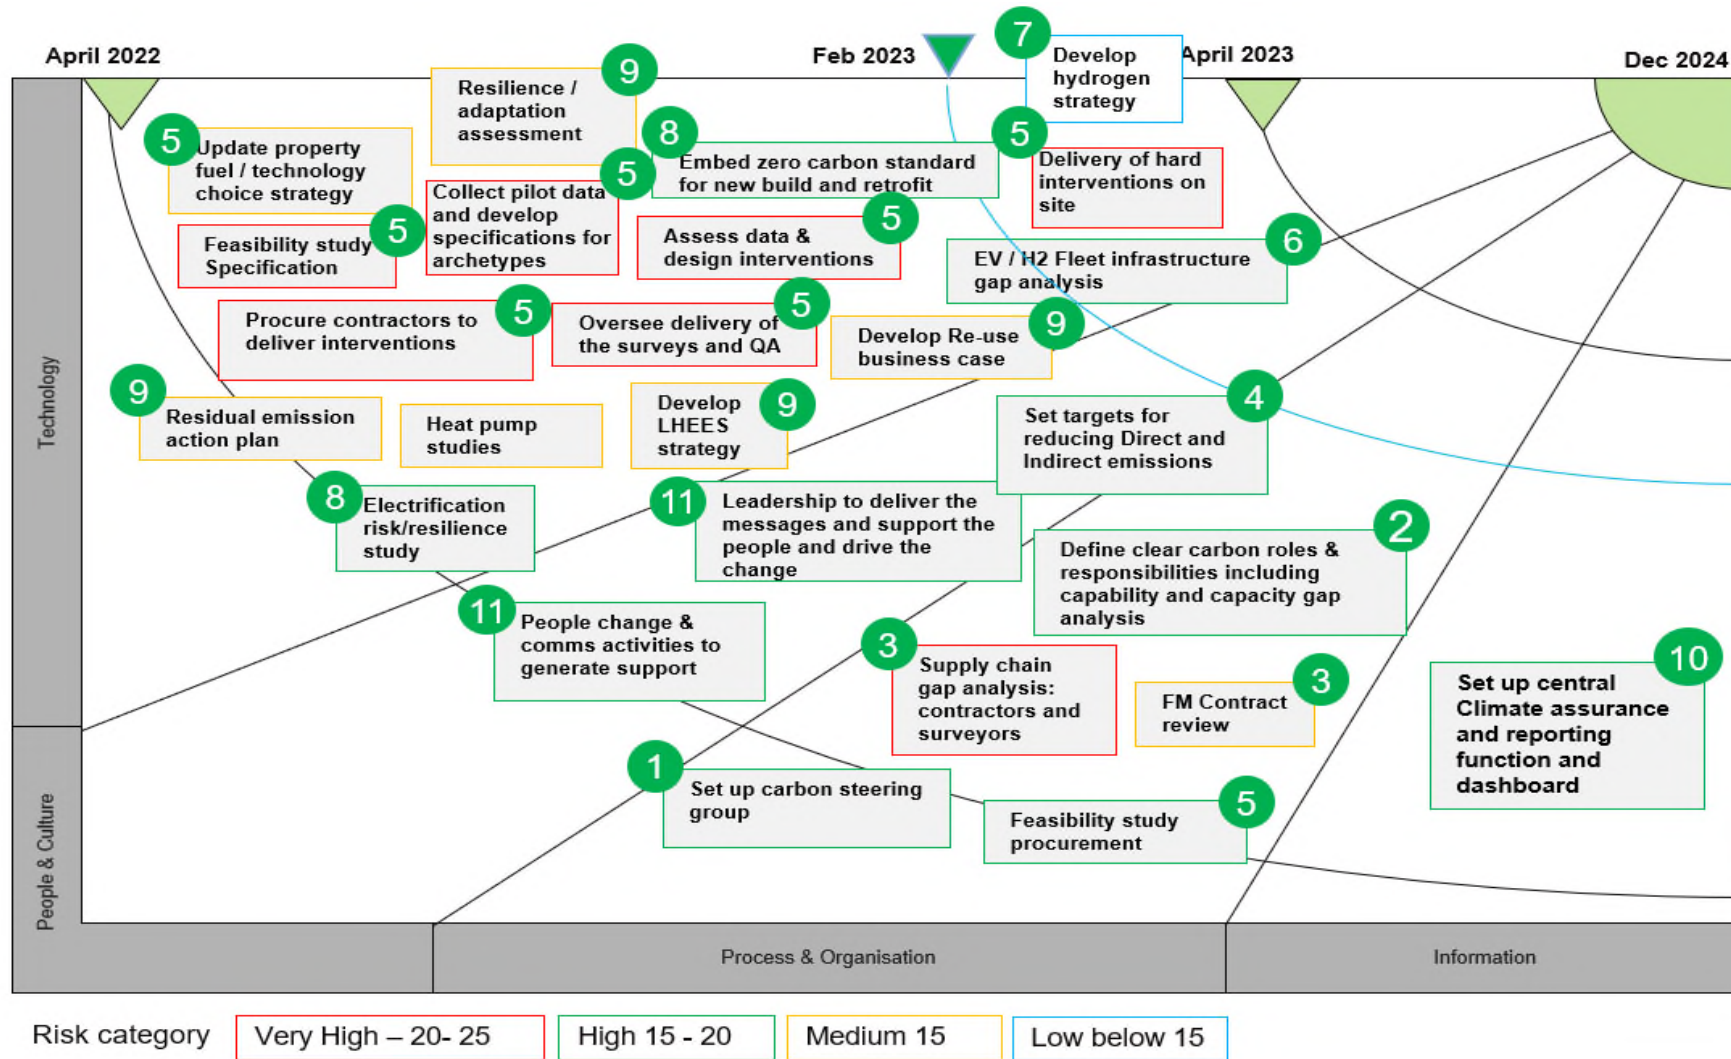 April 2022
Feb 2023
7
Develop
hydrogen
strategy
April 2023
Dec 2024
Resilience /
adaptation
assessment
9
5
Update property
fuel / technology
choice strategy
8
Embed zero carbon standard
for new build and retrofit
5
Delivery of hard
interventions on
site
5
Collect pilot data
and develop
specifications for
archetypes
Feasibility study
Specification
5
Assess data &
design interventions
5
EV / H2 Fleet infrastructure
gap analysis
6
Procure contractors to
deliver interventions
5
Oversee delivery of
the surveys and QA
5
Develop Re-use
business case
9
9
Residual emission
action plan
Heat pump
studies
Develop
LHEES
strategy
9
Set targets for
reducing Direct and
Indirect emissions
4
8
Electrification
risk/resilience
study
11
Leadership to deliver the
messages and support the
people and drive the
change
Define clear carbon roles &
responsibilities including
capability and capacity gap
analysis
2
11
People change &
comms activities to
generate support
3
Supply chain
gap analysis:
contractors and
surveyors
FM Contract
review
3
Set up central
Climate assurance
and reporting
function and
dashboard
10
1
Set up carbon steering
group
Feasibility study
procurement
5
Technology
People & Culture
Process & Organisation
Information
Risk category
Very High – 20- 25
High 15 - 20
Medium 15
Low below 15